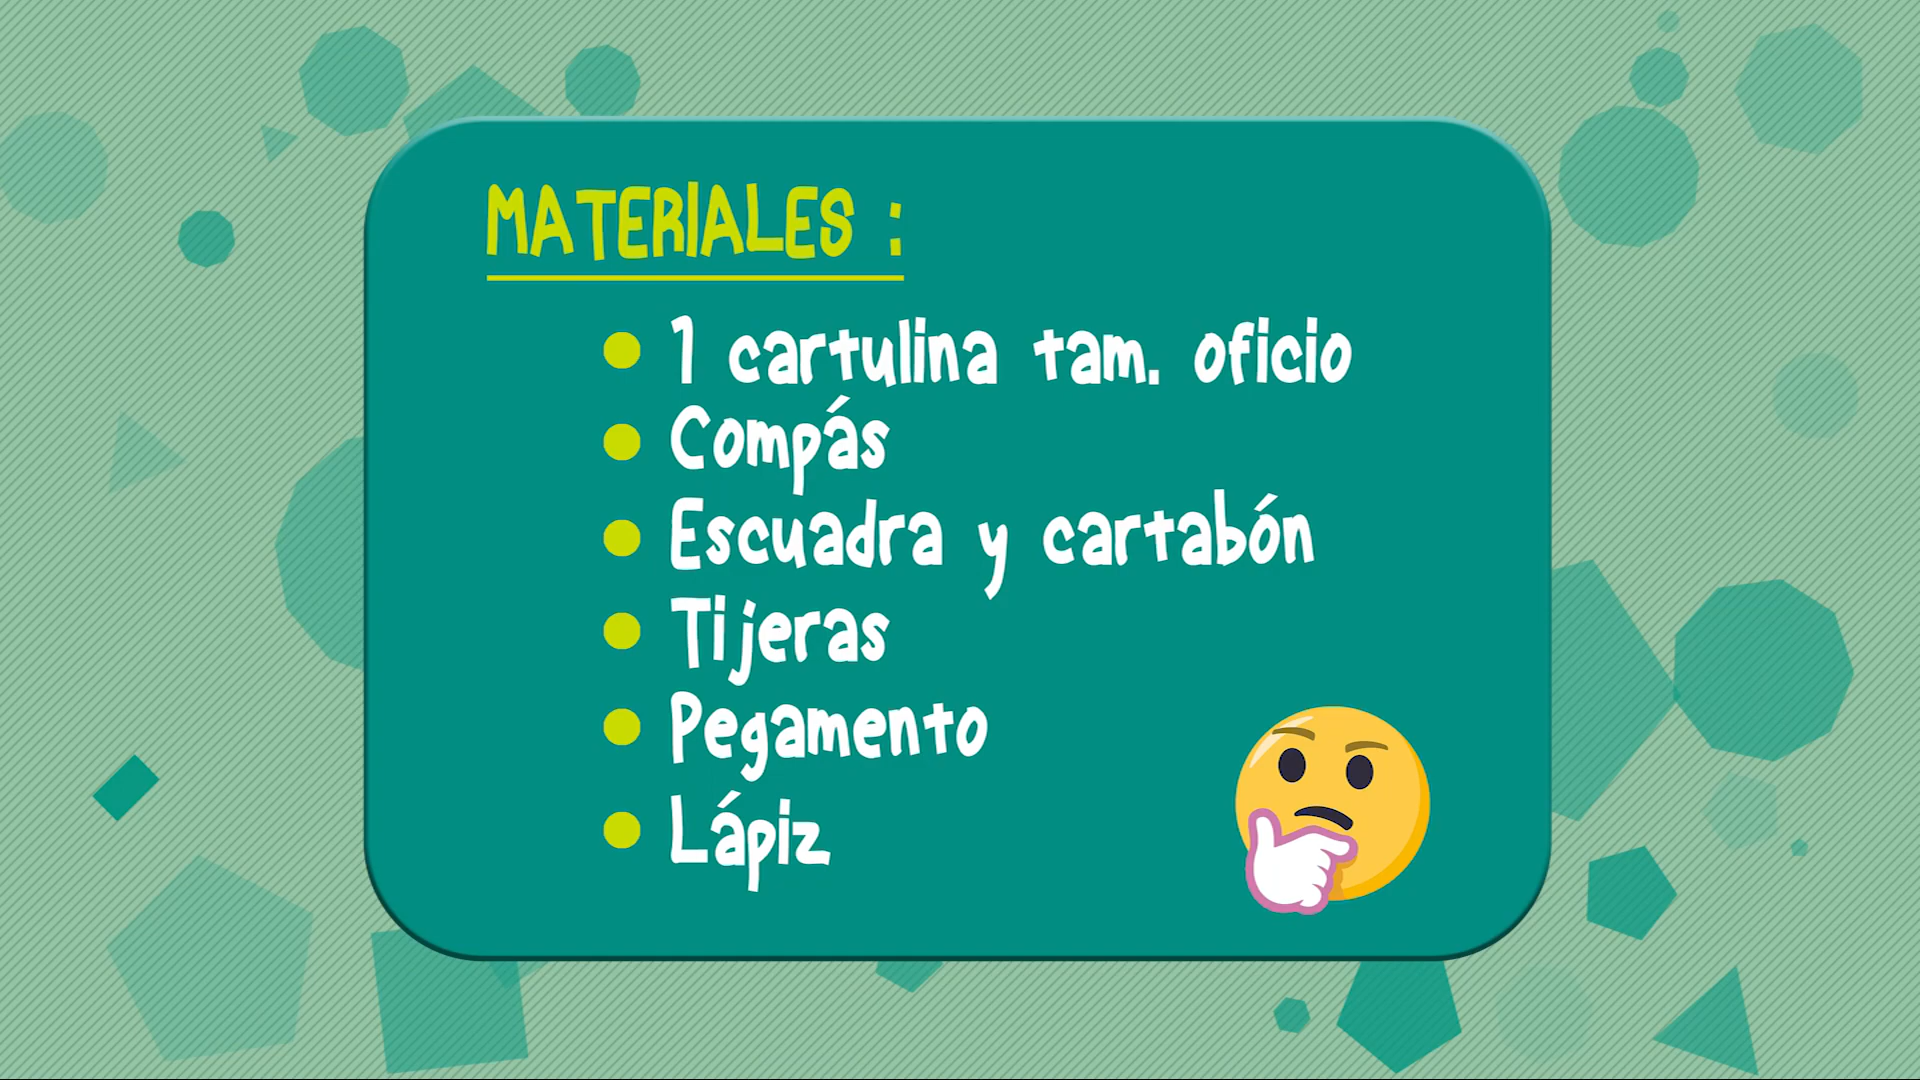 MATERIALES :
1 cartulina tam. oficio
Compás
Escuadra y cartabón
Tijeras
Pegamento
Lápiz